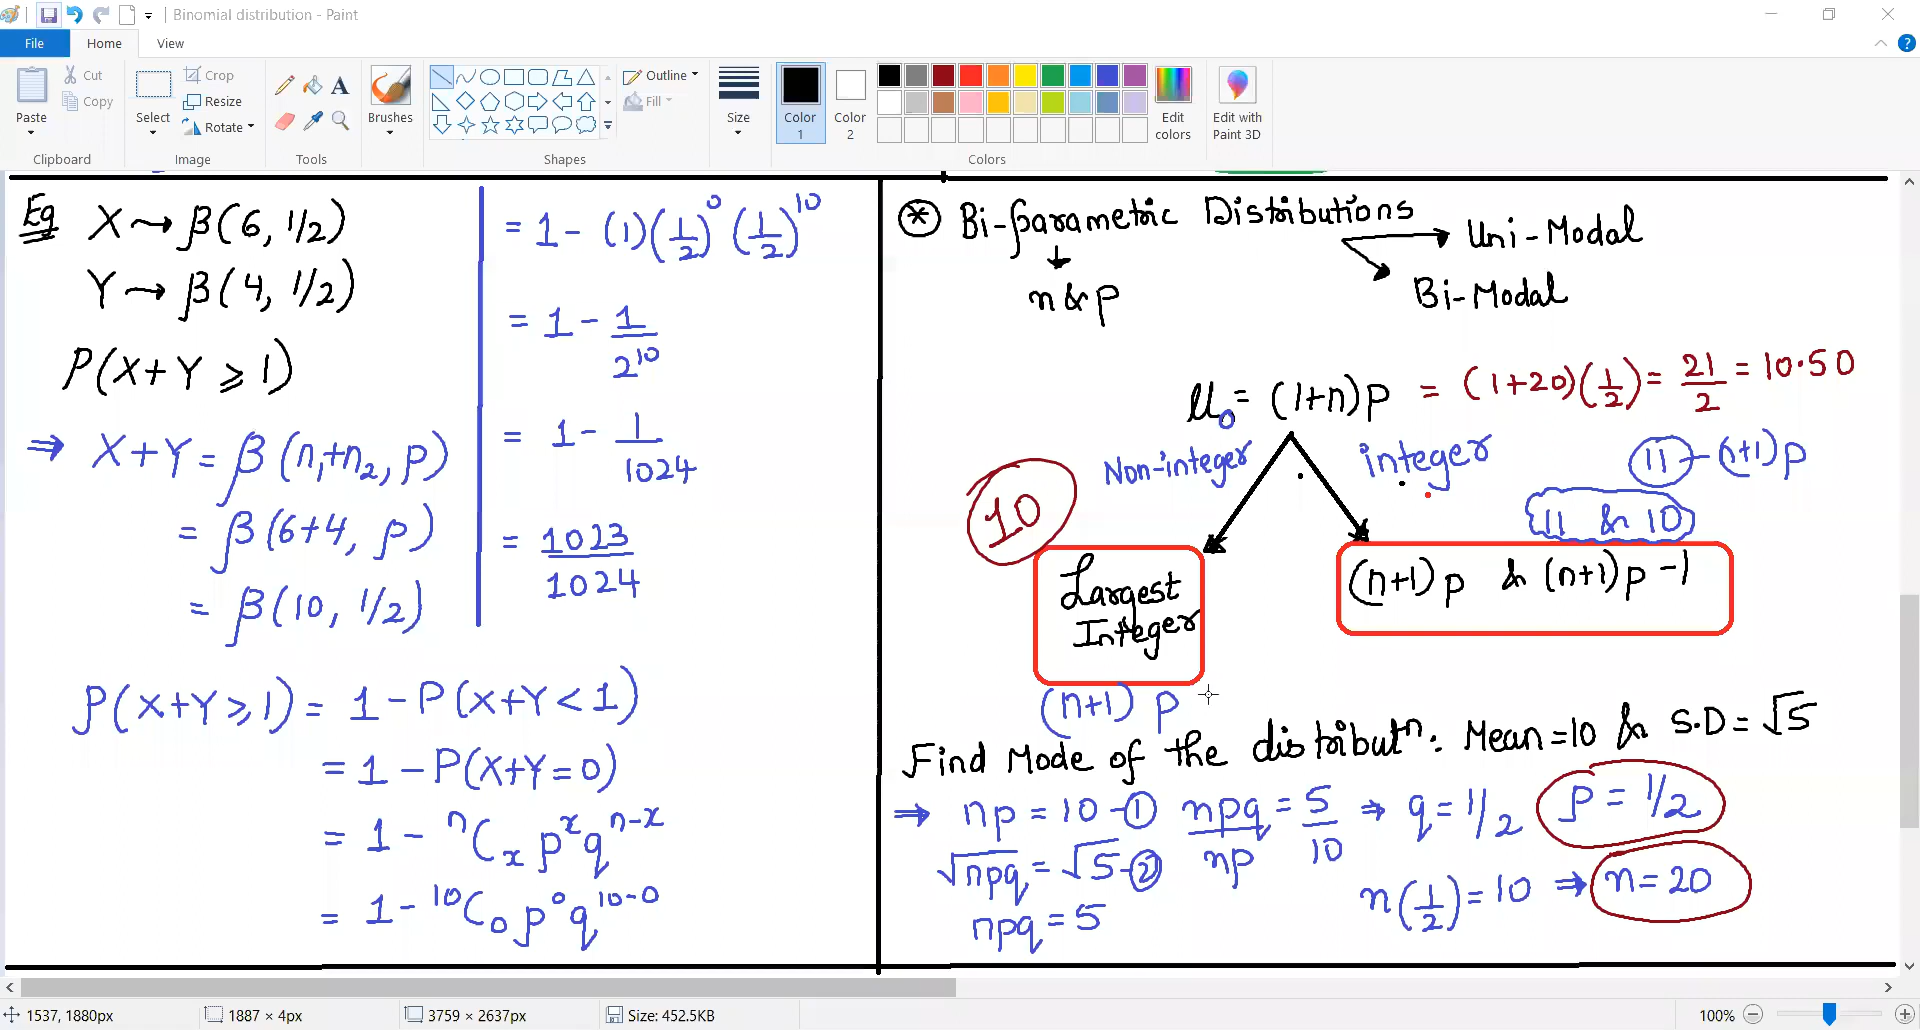 Binomial distribution - Paint
File Home View
Paste
Cut
Copy
Clipboard
Select
Crop
Resize
Rotate
Image
Tools
Brushes
Shapes
Outline
Fill
Size
Color 1
Color 2
Edit colors
Edit with Paint 3D
Colors
Eg X → β(6, 1/2)
Y → β(4, 1/2)
P(X+Y ≥ 1)
⇒ X+Y = β(n₁+n₂, p)
= β(6+4, p)
= β(10, 1/2)
P(X+Y ≥ 1) = 1 - P(X+Y < 1)
= 1 - P(X+Y = 0)
= 1 - ⁿCₓ pˣ qⁿ⁻ˣ
= 1 - ¹⁰C₀ p⁰ q¹⁰⁻⁰
= 1 - (1)(1/2)⁰ (1/2)¹⁰
= 1 - 1/2¹⁰
= 1 - 1/1024
= 1023/1024
* Bi-parametric Distributions
↓
n & p
→ Uni-Modal
→ Bi-Modal
μ₀ = (1+n)p = (1+20)(1/2) = 21/2 = 10.50
Non-integer integer 11 - (n+1)p
10
11 & 10
Largest Integer
(n+1)p & (n+1)p - 1
(n+1) p
Find Mode of the distributⁿ: Mean = 10 & S.D = √5
⇒ np = 10 - ① npq/np = 5/10 ⇒ q = 1/2 p = 1/2
√npq = √5 - ②
npq = 5
n(1/2) = 10 ⇒ n = 20
1537, 1880px 1887 × 4px 3759 × 2637px Size: 452.5KB 100%